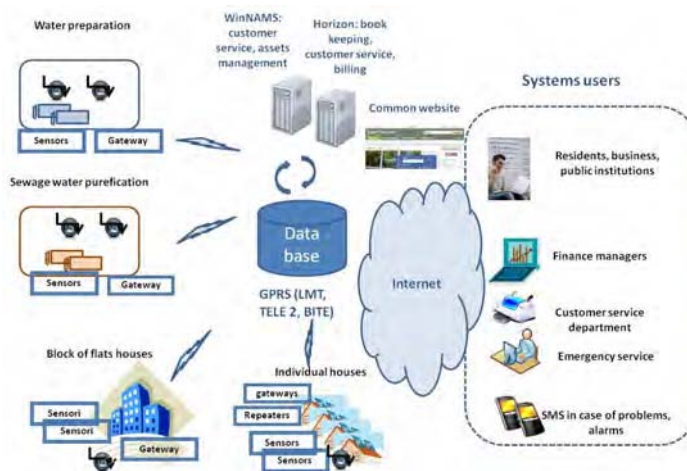 Water preparation
Sensors
Gateway
Sewage water purefication
Sensors
Gateway
Block of flats houses
Sensori
Sensori
Gateway
WinNAMS:
customer
service, assets
management
Horizon: book
keeping,
customer service,
billing
Common website
Data
base
GPRS (LMT,
TELE 2, BITE)
Individual houses
gateways
Repeaters
Sensors
Sensors
Internet
Systems users
Residents, business,
public institutions
Finance managers
Customer service
department
Emergency service
SMS in case of problems,
alarms